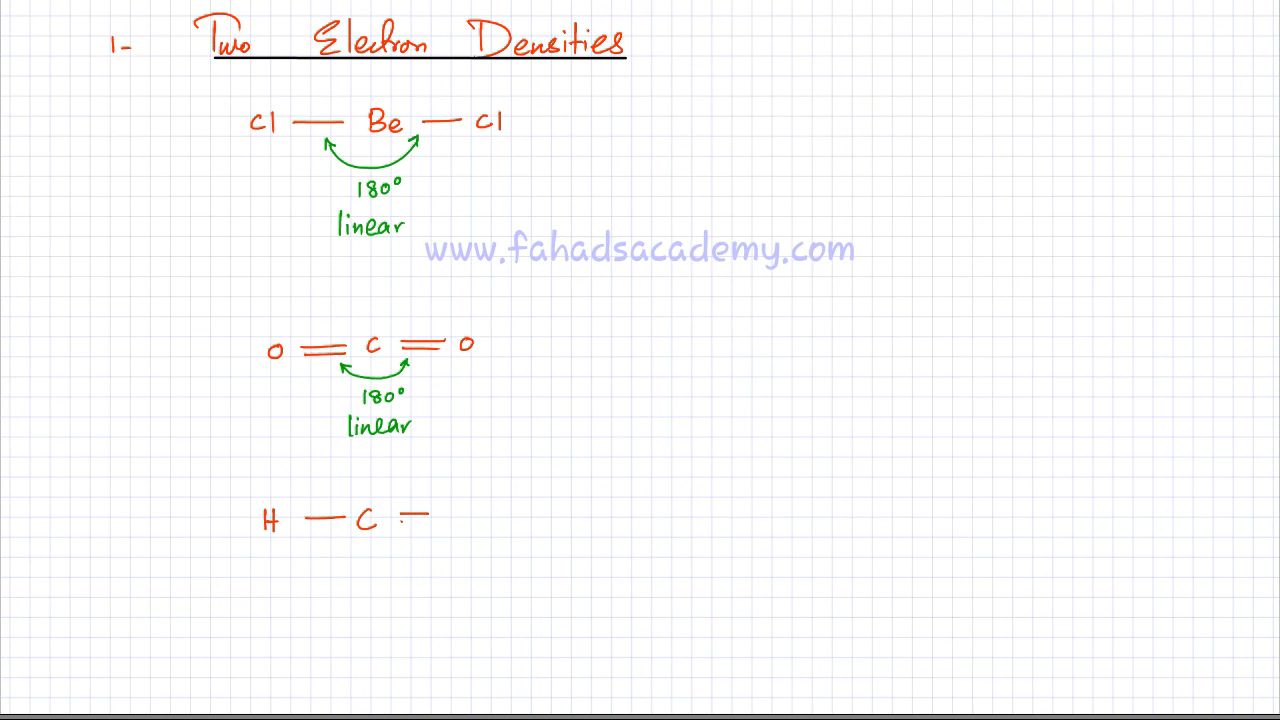 1- Two Electron Densities
Cl — Be — Cl
180°
linear
www.fahadsacademy.com
O = C = O
180°
linear
H — C =